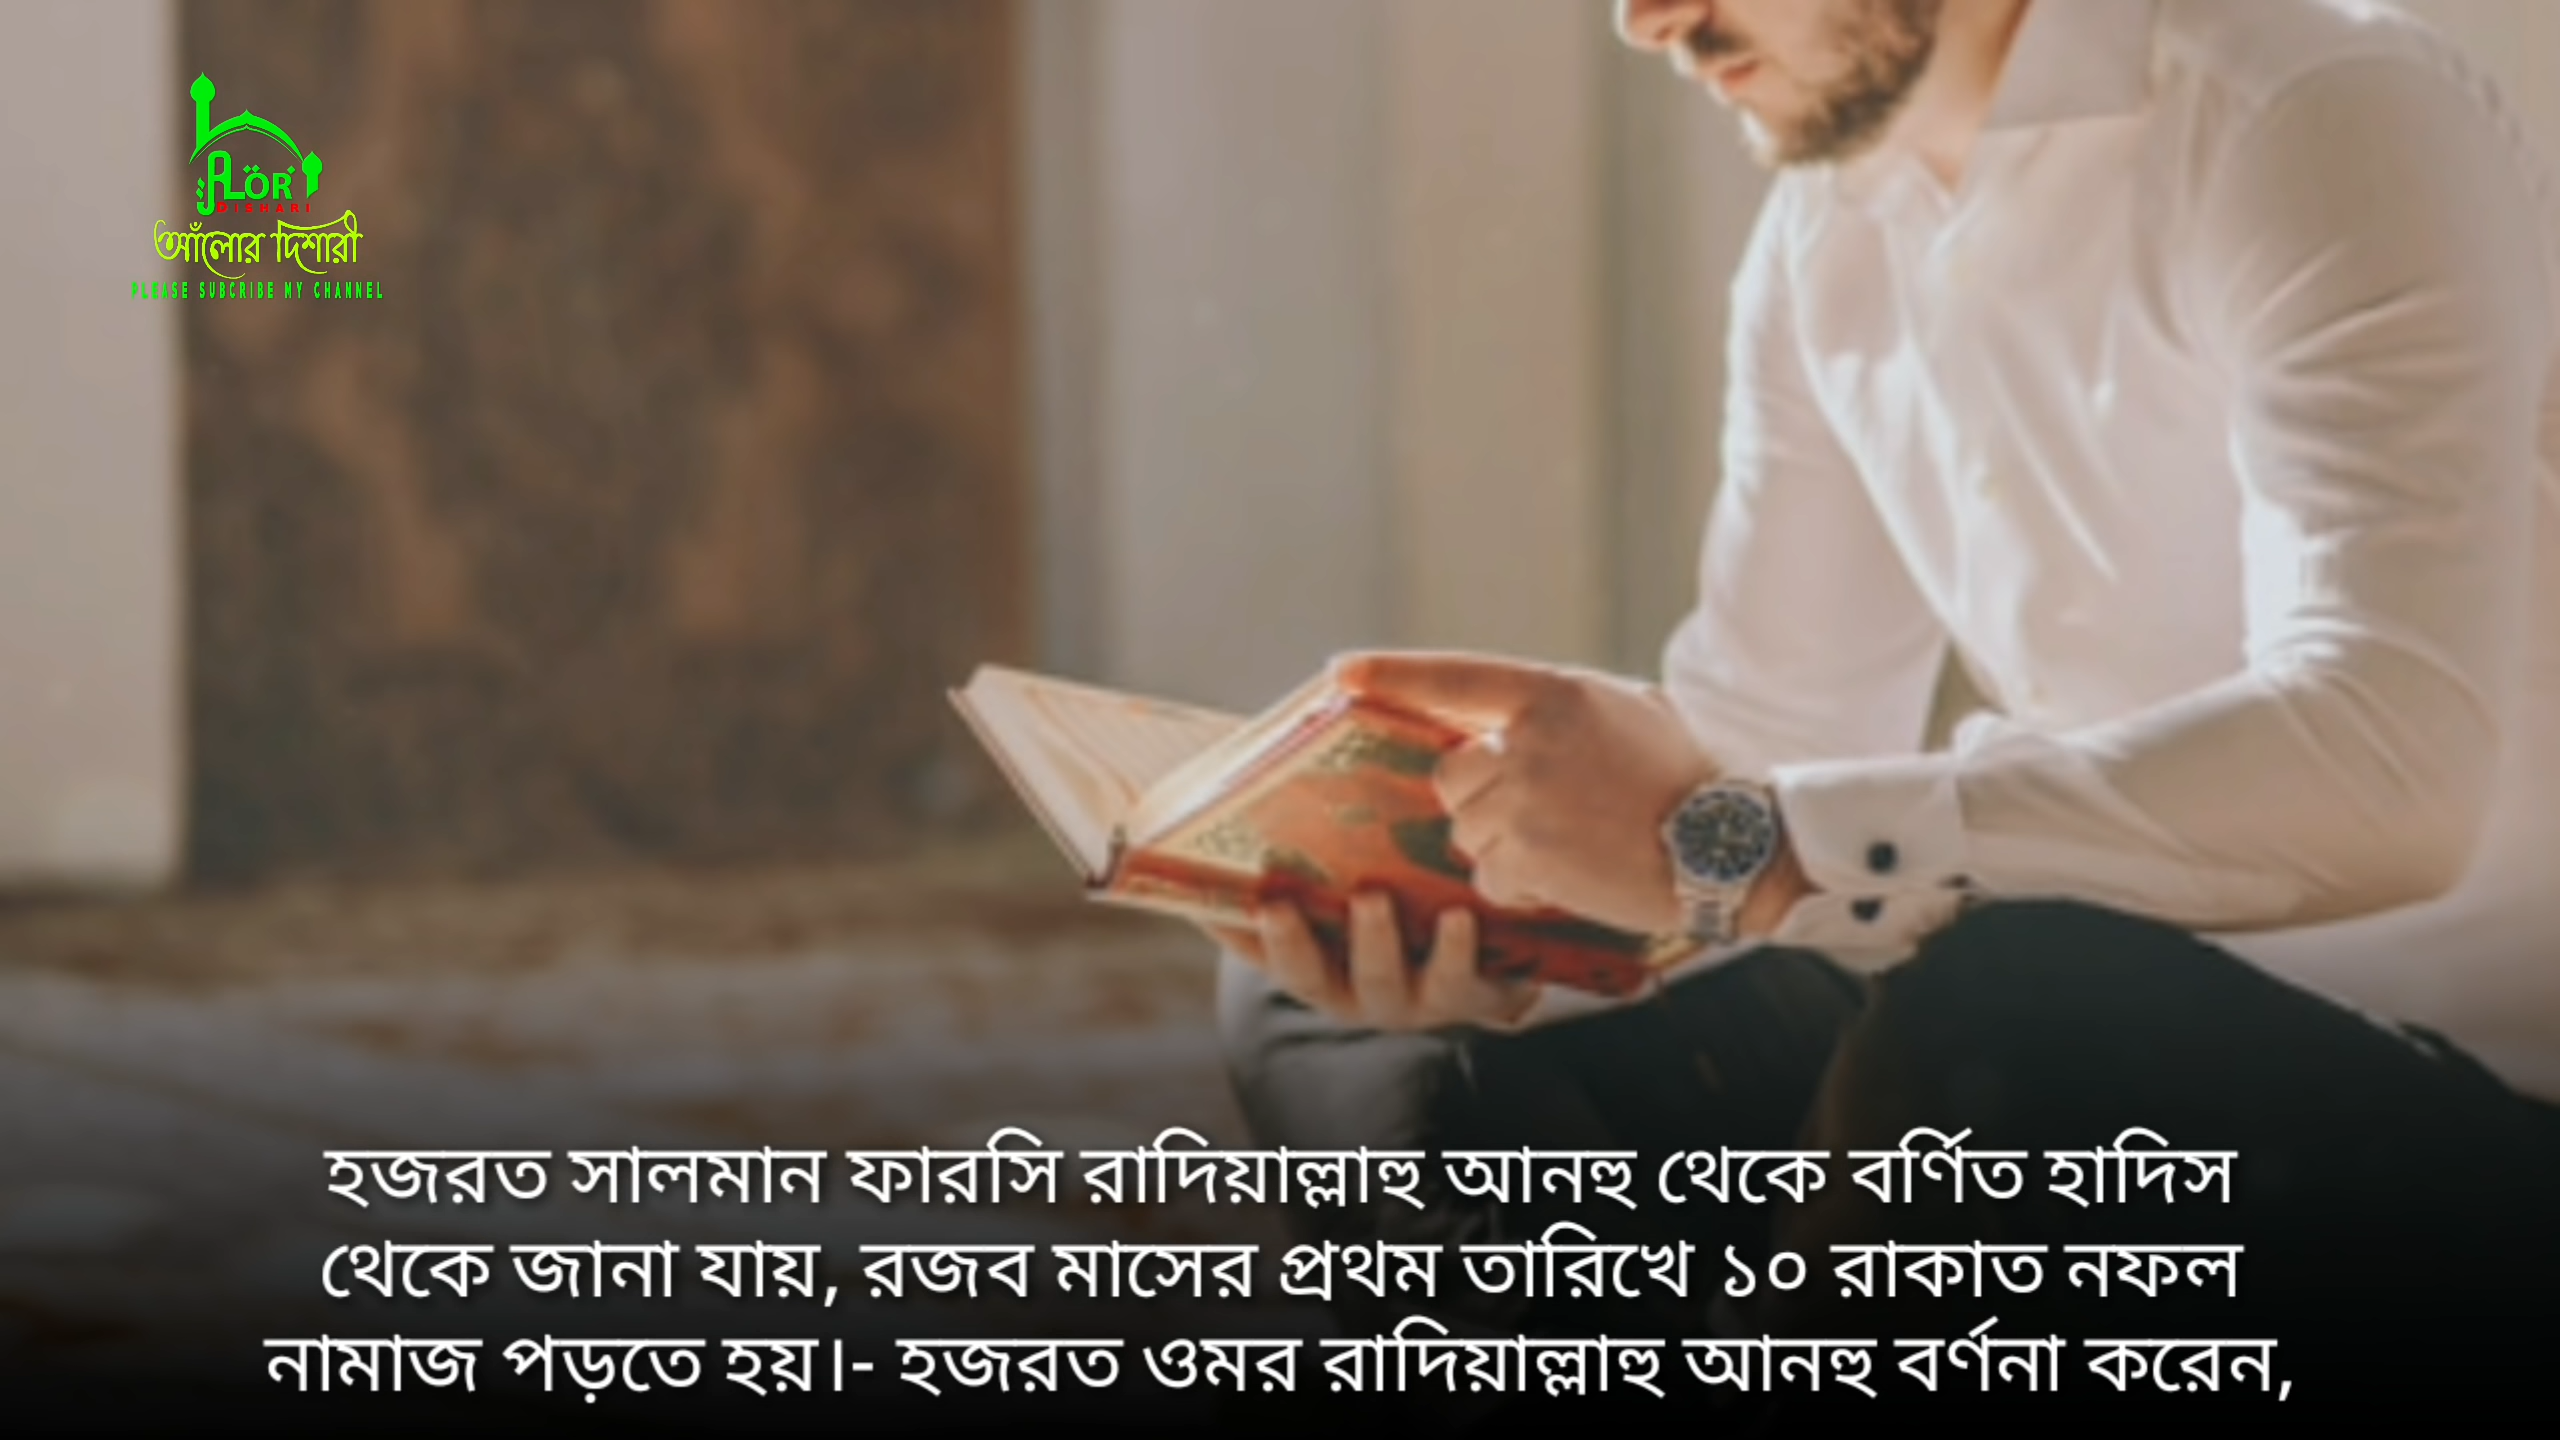 ALOR
DISHARI
আঁলোর দিশারী
PLEASE SUBCRIBE MY CHANNEL
হজরত সালমান ফারসি রাদিয়াল্লাহু আনহু থেকে বর্ণিত হাদিস
থেকে জানা যায়, রজব মাসের প্রথম তারিখে ১০ রাকাত নফল
নামাজ পড়তে হয়।- হজরত ওমর রাদিয়াল্লাহু আনহু বর্ণনা করেন,